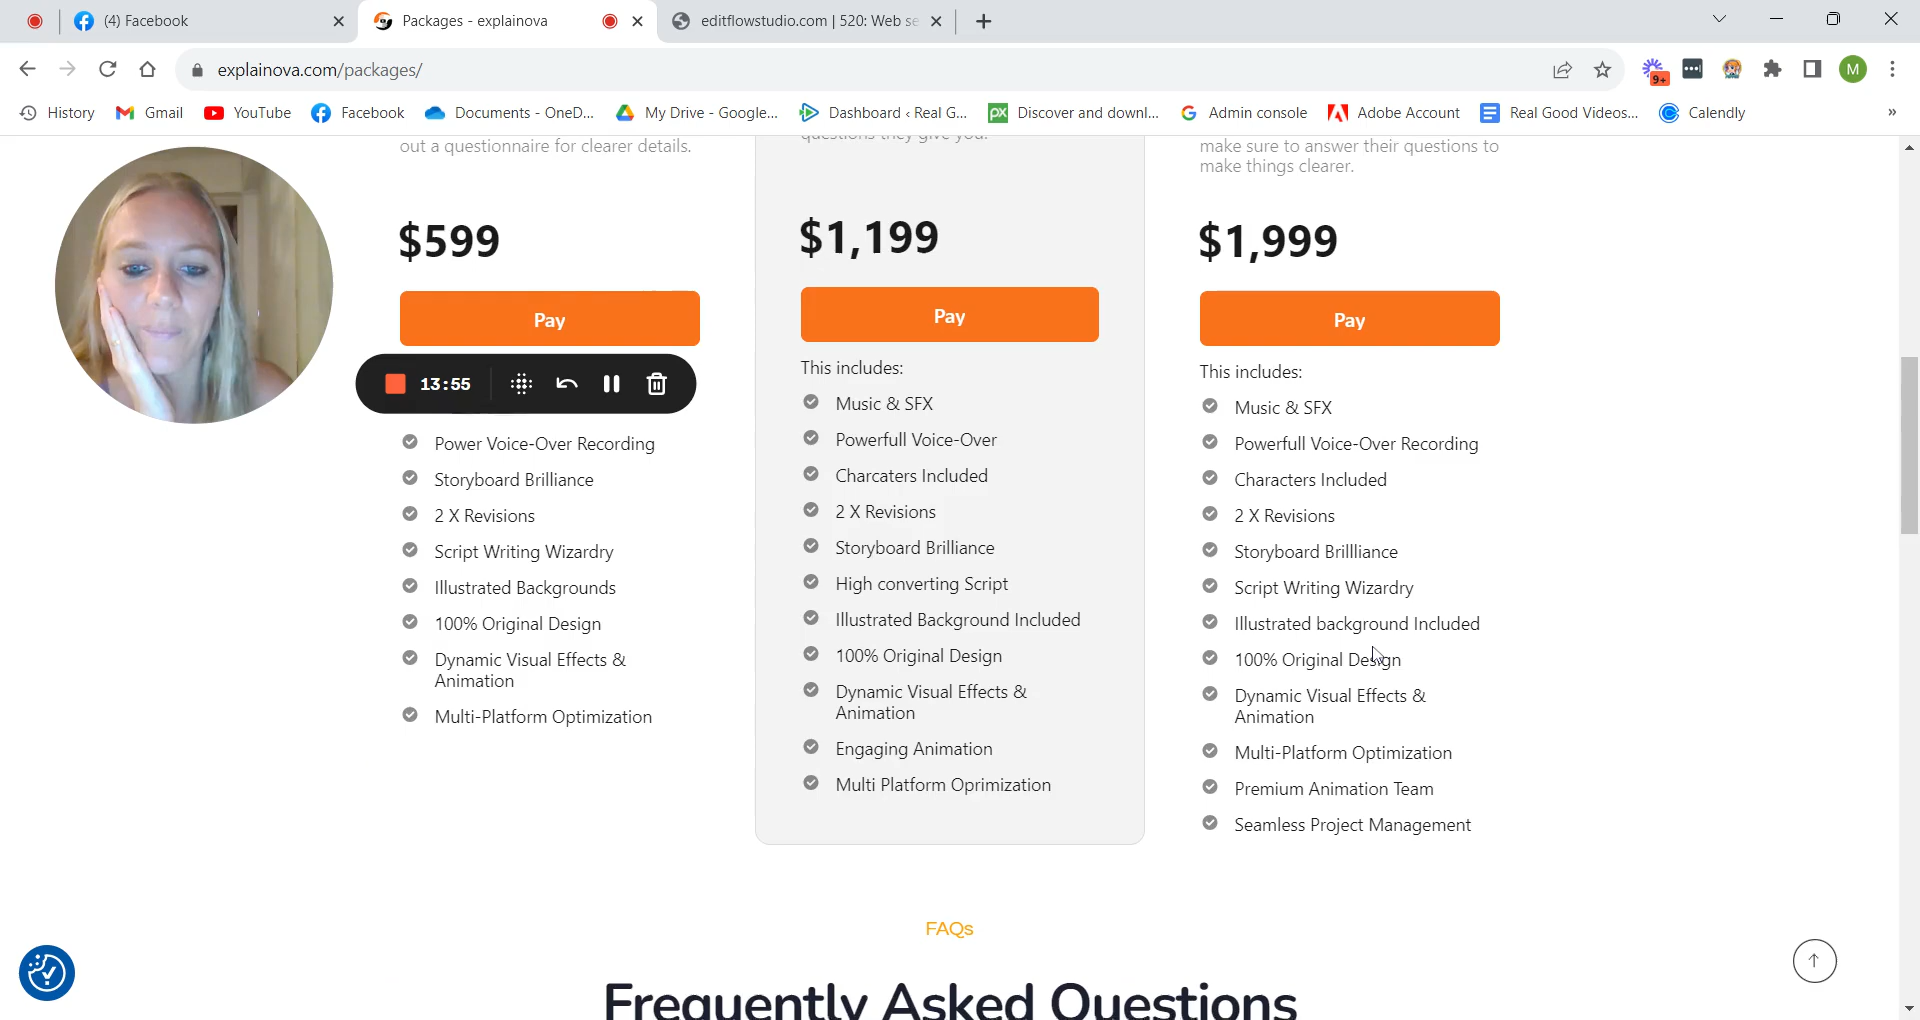 (4) Facebook
Packages - explainova
editflowstudio.com | 520: Web se
explainova.com/packages/
9+
M
History
Gmail
YouTube
Facebook
Documents - OneD...
My Drive - Google...
Dashboard ‹ Real G...
Discover and downl...
Admin console
Adobe Account
Real Good Videos...
Calendly
»
out a questionnaire for clearer details.
$599
Pay
13:55
Power Voice-Over Recording
Storyboard Brilliance
2 X Revisions
Script Writing Wizardry
Illustrated Backgrounds
100% Original Design
Dynamic Visual Effects &
Animation
Multi-Platform Optimization
questions they give you.
$1,199
Pay
This includes:
Music & SFX
Powerfull Voice-Over
Charcaters Included
2 X Revisions
Storyboard Brilliance
High converting Script
Illustrated Background Included
100% Original Design
Dynamic Visual Effects &
Animation
Engaging Animation
Multi Platform Oprimization
make sure to answer their questions to
make things clearer.
$1,999
Pay
This includes:
Music & SFX
Powerfull Voice-Over Recording
Characters Included
2 X Revisions
Storyboard Brillliance
Script Writing Wizardry
Illustrated background Included
100% Original Design
Dynamic Visual Effects &
Animation
Multi-Platform Optimization
Premium Animation Team
Seamless Project Management
FAQs
Frequently Asked Questions